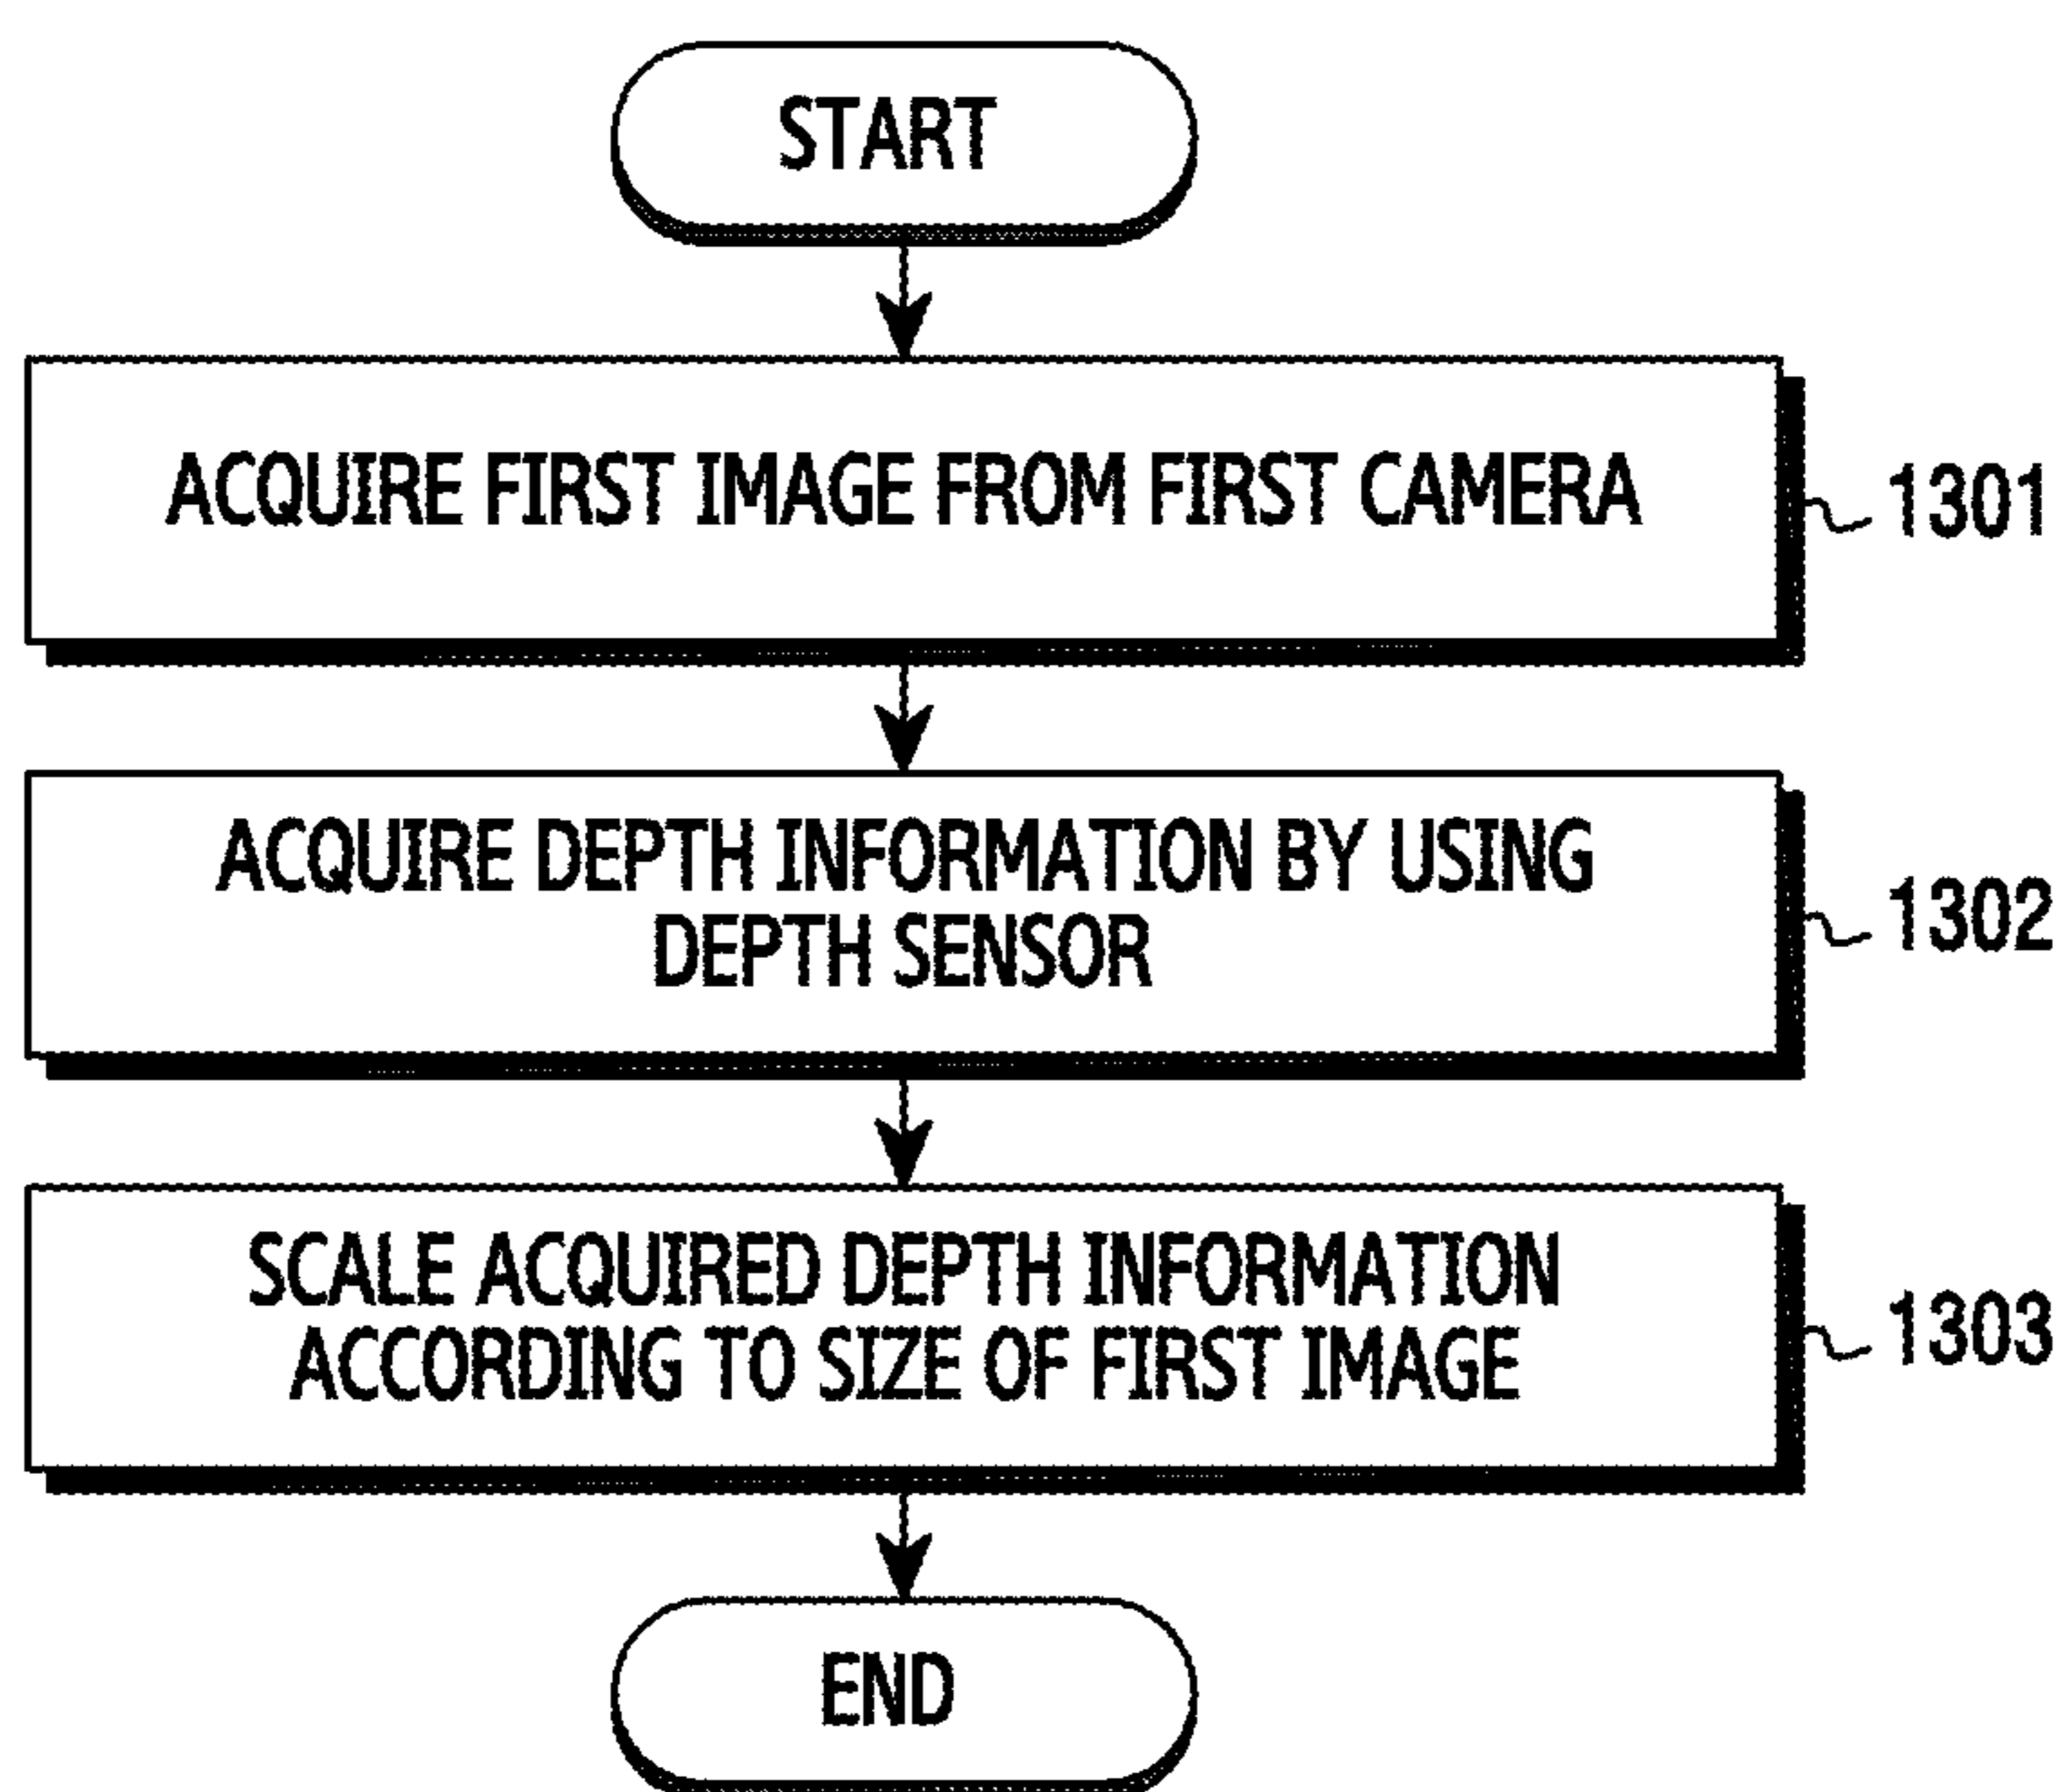 START
ACQUIRE FIRST IMAGE FROM FIRST CAMERA
1301
ACQUIRE DEPTH INFORMATION BY USING
DEPTH SENSOR
1302
SCALE ACQUIRED DEPTH INFORMATION
ACCORDING TO SIZE OF FIRST IMAGE
1303
END